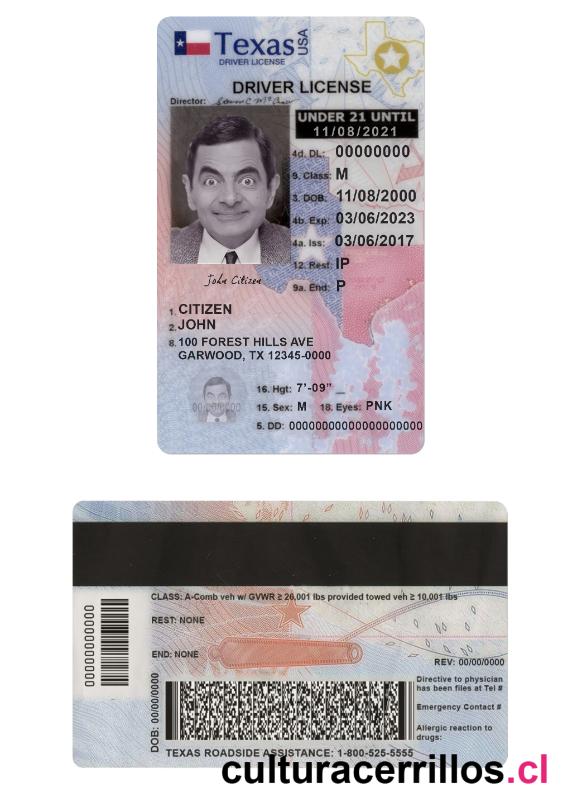 Texas USA
DRIVER LICENSE
DRIVER LICENSE
Director:
UNDER 21 UNTIL
11/08/2021
4d. DL: 00000000
9. Class: M
3. DOB: 11/08/2000
4b. Exp: 03/06/2023
4a. Iss: 03/06/2017
12. Rest: IP
9a. End: P
John Citizen
1. CITIZEN
2. JOHN
8. 100 FOREST HILLS AVE
GARWOOD, TX 12345-0000
16. Hgt: 7'-09" _
15. Sex: M 18. Eyes: PNK
5. DD: 00000000000000000000
CLASS: A-Comb veh w/ GVWR ≥ 26,001 lbs provided towed veh ≥ 10,001 lbs
REST: NONE
END: NONE
REV: 00/00/0000
00000000000
DOB: 00/00/0000
Directive to physician
has been files at Tel #
Emergency Contact #
Allergic reaction to
drugs:
TEXAS ROADSIDE ASSISTANCE: 1-800-525-5555
culturacerrillos.cl